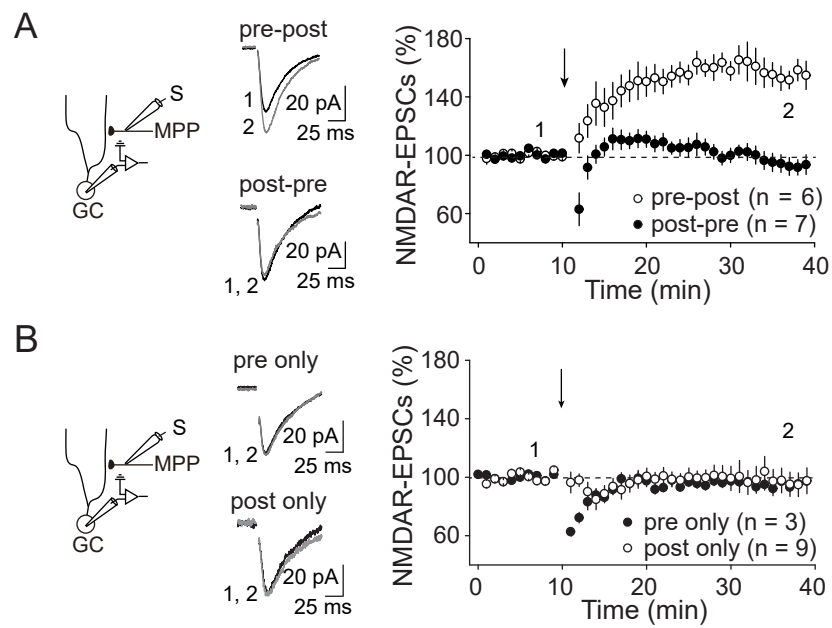 A
S
MPP
GC
pre-post
1
2
20 pA
25 ms
post-pre
20 pA
1, 2
25 ms
NMDAR-EPSCs (%)
180
140
100
60
1
2
pre-post (n = 6)
post-pre (n = 7)
0
10
20
30
40
Time (min)
B
S
MPP
GC
pre only
20 pA
1, 2
25 ms
post only
20 pA
1, 2
25 ms
NMDAR-EPSCs (%)
180
140
100
60
1
2
pre only (n = 3)
post only (n = 9)
0
10
20
30
40
Time (min)